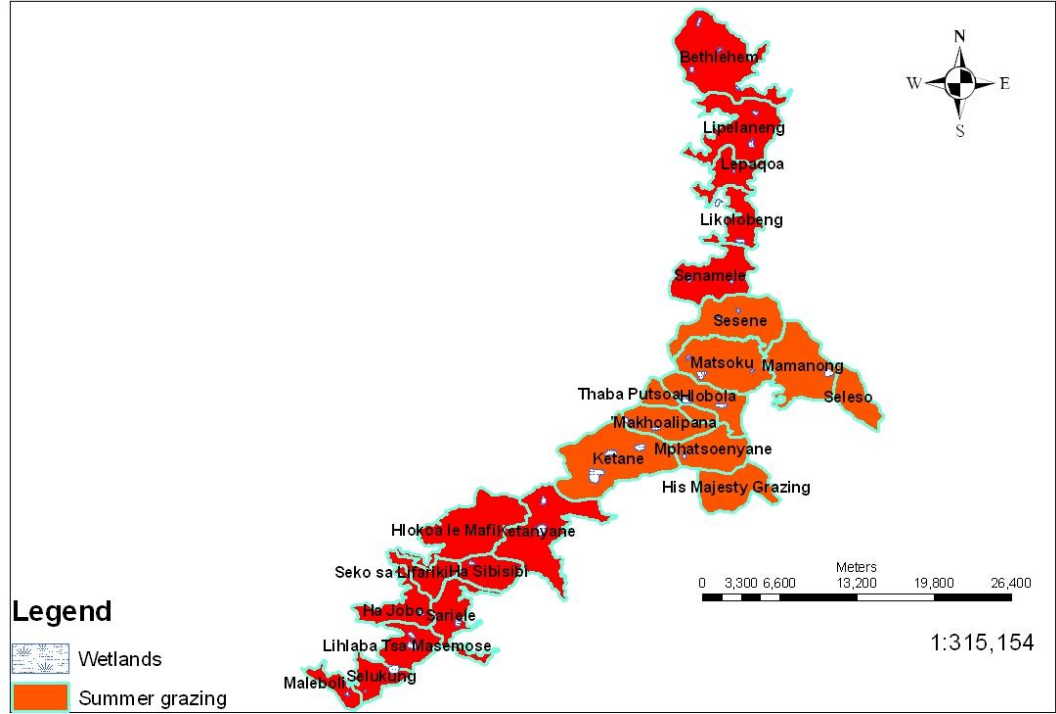 N
W E
S
Bethlehem
Lipelaneng
Lepaqoa
Likolobeng
Senamele
Sesene
Matsoku
Mamanong
Thaba Putsoa
Hlobola
Seleso
'Makhoalipana
Mphatsoenyane
Ketane
His Majesty Grazing
Hlokoa le Mafi
Ketanyane
Seko sa Lifariki
Ha Sibisibi
Ha Jobo
Sariele
Lihlaba Tsa Masemose
Selukung
Maleboli
Meters
0 3,300 6,600 13,200 19,800 26,400
1:315,154
Legend
Wetlands
Summer grazing